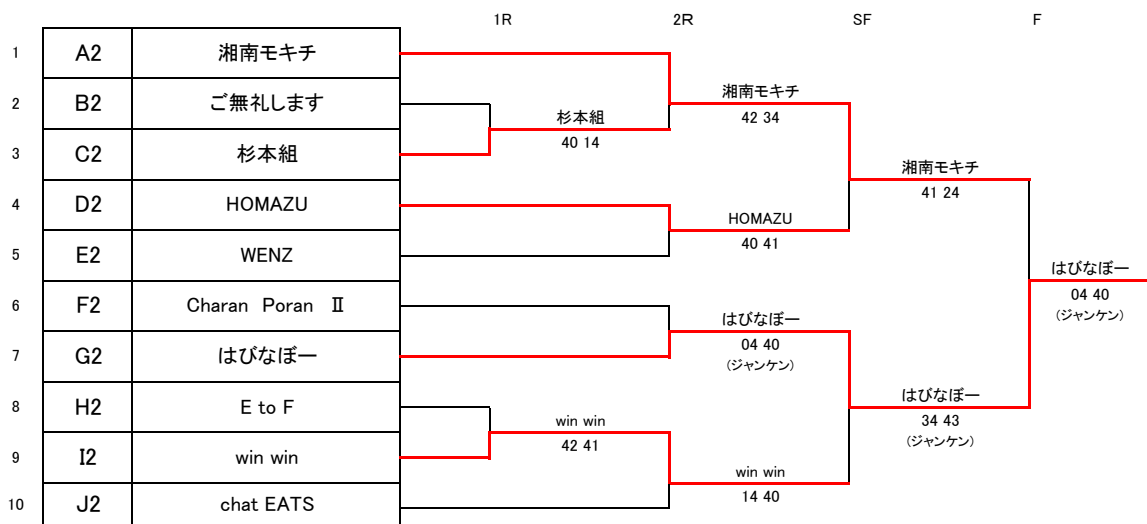 1R 2R SF F
1 A2 湘南モキチ
2 B2 ご無礼します
3 C2 杉本組
4 D2 HOMAZU
5 E2 WENZ
6 F2 Charan Poran Ⅱ
7 G2 はびなぼー
8 H2 E to F
9 I2 win win
10 J2 chat EATS
杉本組
40 14
win win
42 41
湘南モキチ
42 34
HOMAZU
40 41
はびなぼー
04 40
(ジャンケン)
win win
14 40
湘南モキチ
41 24
はびなぼー
34 43
(ジャンケン)
はびなぼー
04 40
(ジャンケン)